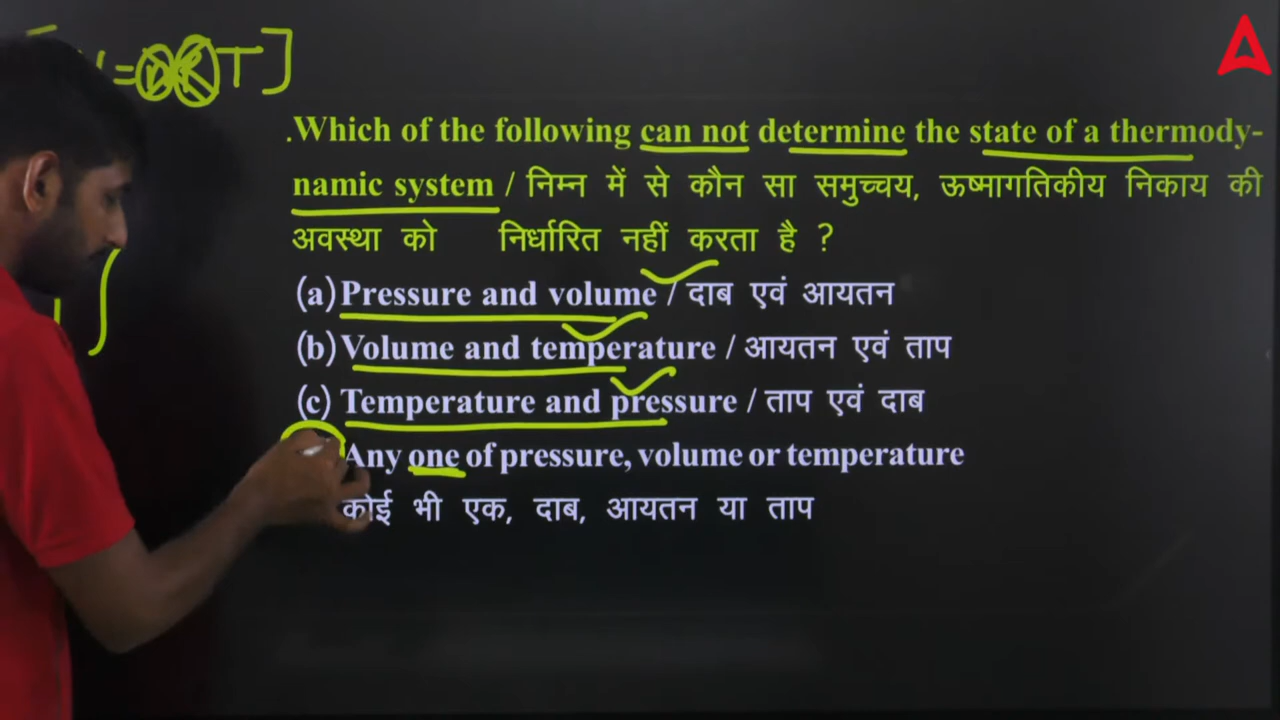 = nRT]
.Which of the following can not determine the state of a thermody-
namic system / निम्न में से कौन सा समुच्चय, ऊष्मागतिकीय निकाय की
अवस्था को निर्धारित नहीं करता है ?
(a) Pressure and volume / दाब एवं आयतन
(b) Volume and temperature / आयतन एवं ताप
(c) Temperature and pressure / ताप एवं दाब
Any one of pressure, volume or temperature
कोई भी एक, दाब, आयतन या ताप